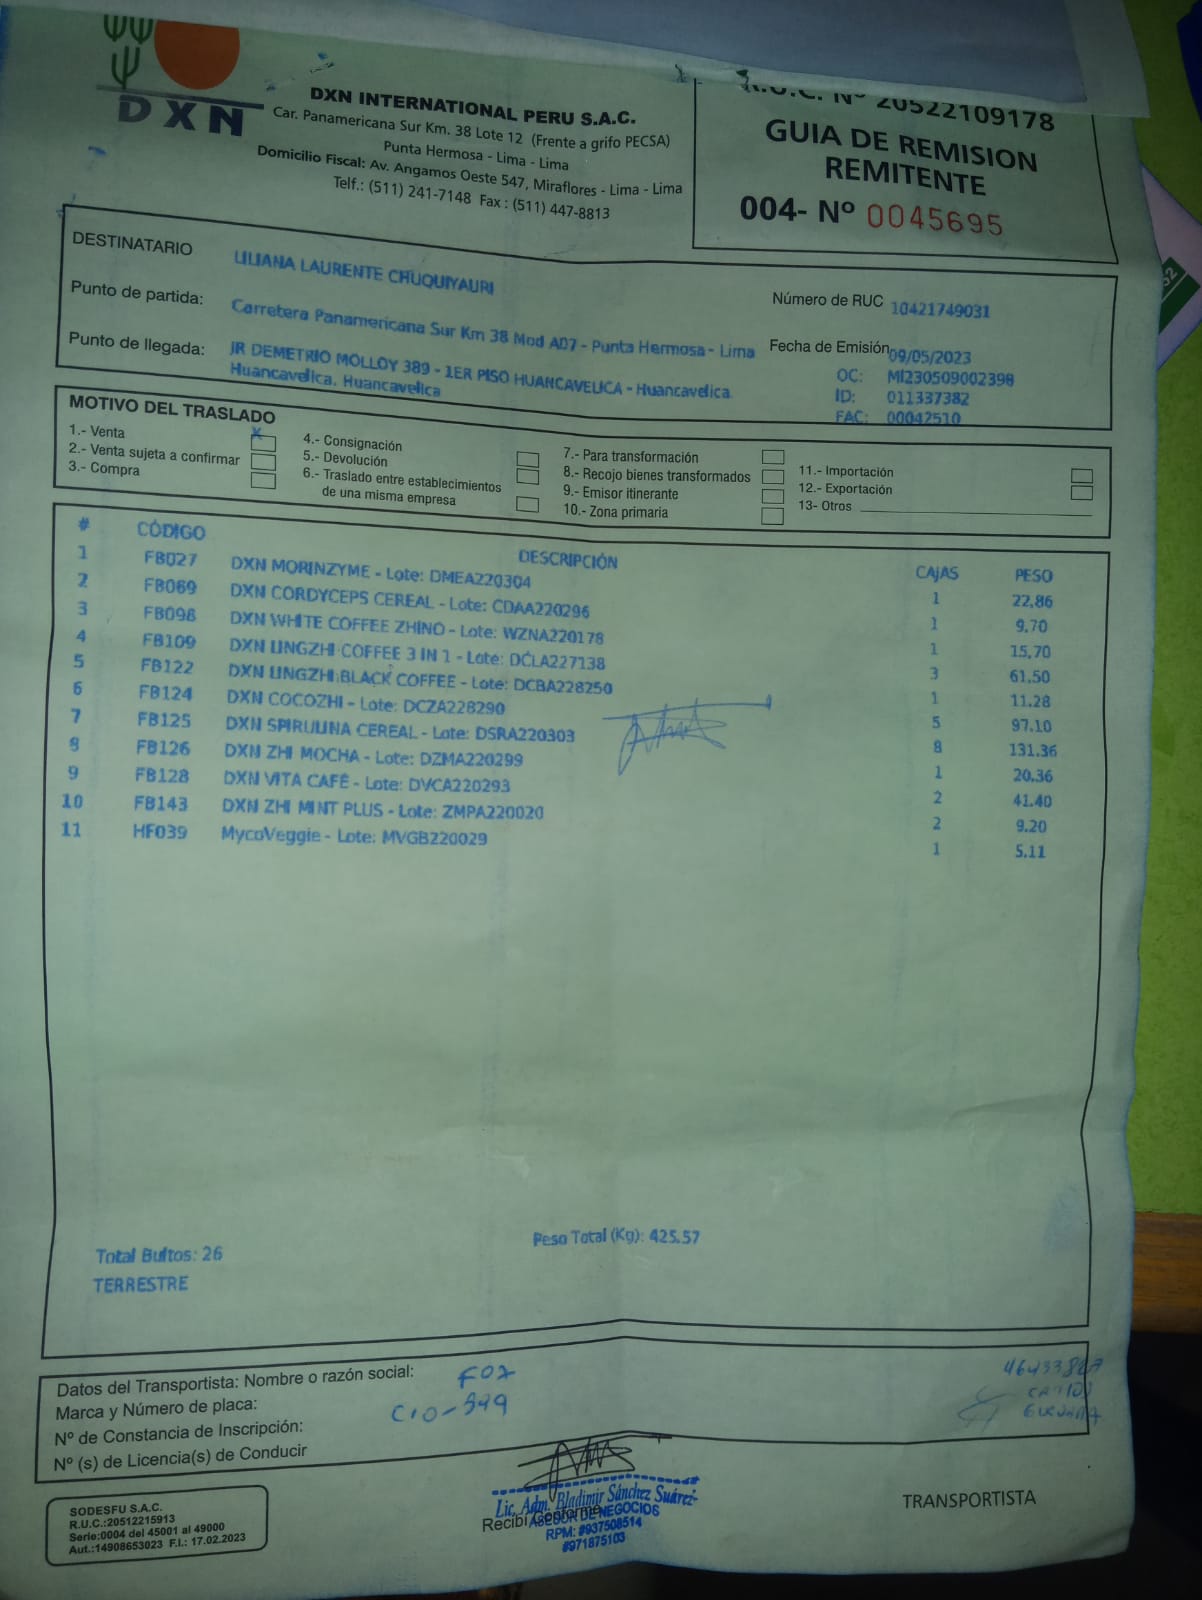 DXN
DXN INTERNATIONAL PERU S.A.C.
Car. Panamericana Sur Km. 38 Lote 12 (Frente a grifo PECSA)
Punta Hermosa - Lima - Lima
Domicilio Fiscal: Av. Angamos Oeste 547, Miraflores - Lima - Lima
Telf.: (511) 241-7148 Fax : (511) 447-8813
R.U.C. Nº 20522109178
GUIA DE REMISION
REMITENTE
004- Nº 0045695
DESTINATARIO LILIANA LAURENTE CHUQUIYAURI
Número de RUC 10421749031
Punto de partida: Carretera Panamericana Sur Km 38 Mod A07 - Punta Hermosa - Lima
Fecha de Emisión 09/05/2023
Punto de llegada: JR DEMETRIO MOLLOY 389 - 1ER PISO HUANCAVELICA - Huancavelica
Huancavelica, Huancavelica
OC: MI230509002398
ID: 011337382
FAC: 00042510
MOTIVO DEL TRASLADO
1.- Venta X
2.- Venta sujeta a confirmar
3.- Compra
4.- Consignación
5.- Devolución
6.- Traslado entre establecimientos
de una misma empresa
7.- Para transformación
8.- Recojo bienes transformados
9.- Emisor itinerante
10.- Zona primaria
11.- Importación
12.- Exportación
13- Otros
# CÓDIGO DESCRIPCIÓN CAJAS PESO
1 FB027 DXN MORINZYME - Lote: DMEA220304 1 22,86
2 FB069 DXN CORDYCEPS CEREAL - Lote: CDAA220296 1 9.70
3 FB098 DXN WHITE COFFEE ZHINO - Lote: WZNA220178 1 15,70
4 FB109 DXN LINGZHI COFFEE 3 IN 1 - Lote: DCLA227138 3 61.50
5 FB122 DXN LINGZHI BLACK COFFEE - Lote: DCBA228250 1 11.28
6 FB124 DXN COCOZHI - Lote: DCZA228290 5 97.10
7 FB125 DXN SPIRULINA CEREAL - Lote: DSRA220303 8 131.36
8 FB126 DXN ZHI MOCHA - Lote: DZMA220299 1 20.36
9 FB128 DXN VITA CAFÉ - Lote: DVCA220293 2 41.40
10 FB143 DXN ZHI MINT PLUS - Lote: ZMPA220020 2 9.20
11 HF039 MycoVeggie - Lote: MVGB220029 1 5.11
Total Bultos: 26
Peso Total (Kg): 425.57
TERRESTRE
Datos del Transportista: Nombre o razón social:
Marca y Número de placa:
Nº de Constancia de Inscripción:
Nº (s) de Licencia(s) de Conducir
SODESFU S.A.C.
R.U.C.:20512215913
Serie:0004 del 45001 al 49000
Aut.:14908653023 F.I.: 17.02.2023
Lic. Adm. Bladimir Sánchez Suárez
Recibí Conforme
ASESOR DE NEGOCIOS
RPM: #937508514
#971875103
TRANSPORTISTA